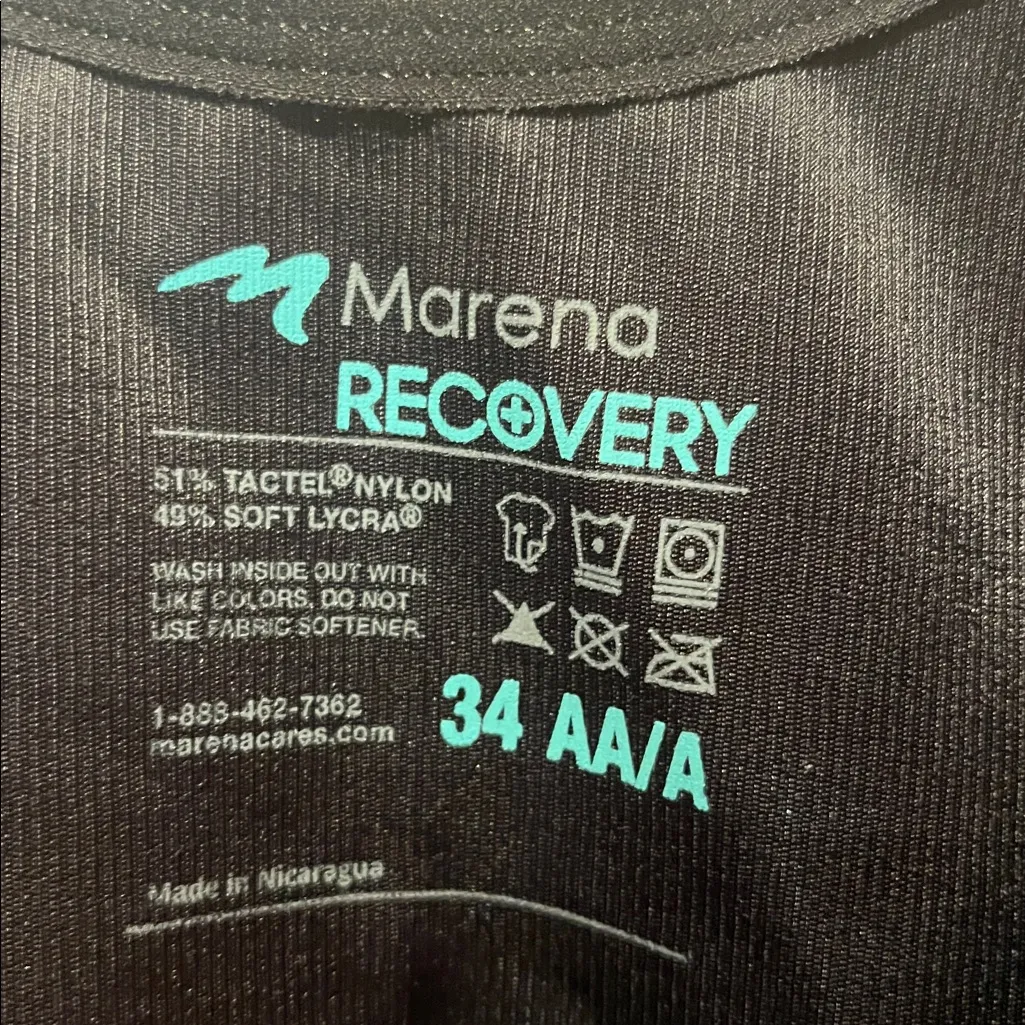 Marena
RECOVERY
51% TACTEL® NYLON
49% SOFT LYCRA®
WASH INSIDE OUT WITH
LIKE COLORS. DO NOT
USE FABRIC SOFTENER.
1-888-462-7362
marenacares.com
34 AA/A
Made in Nicaragua